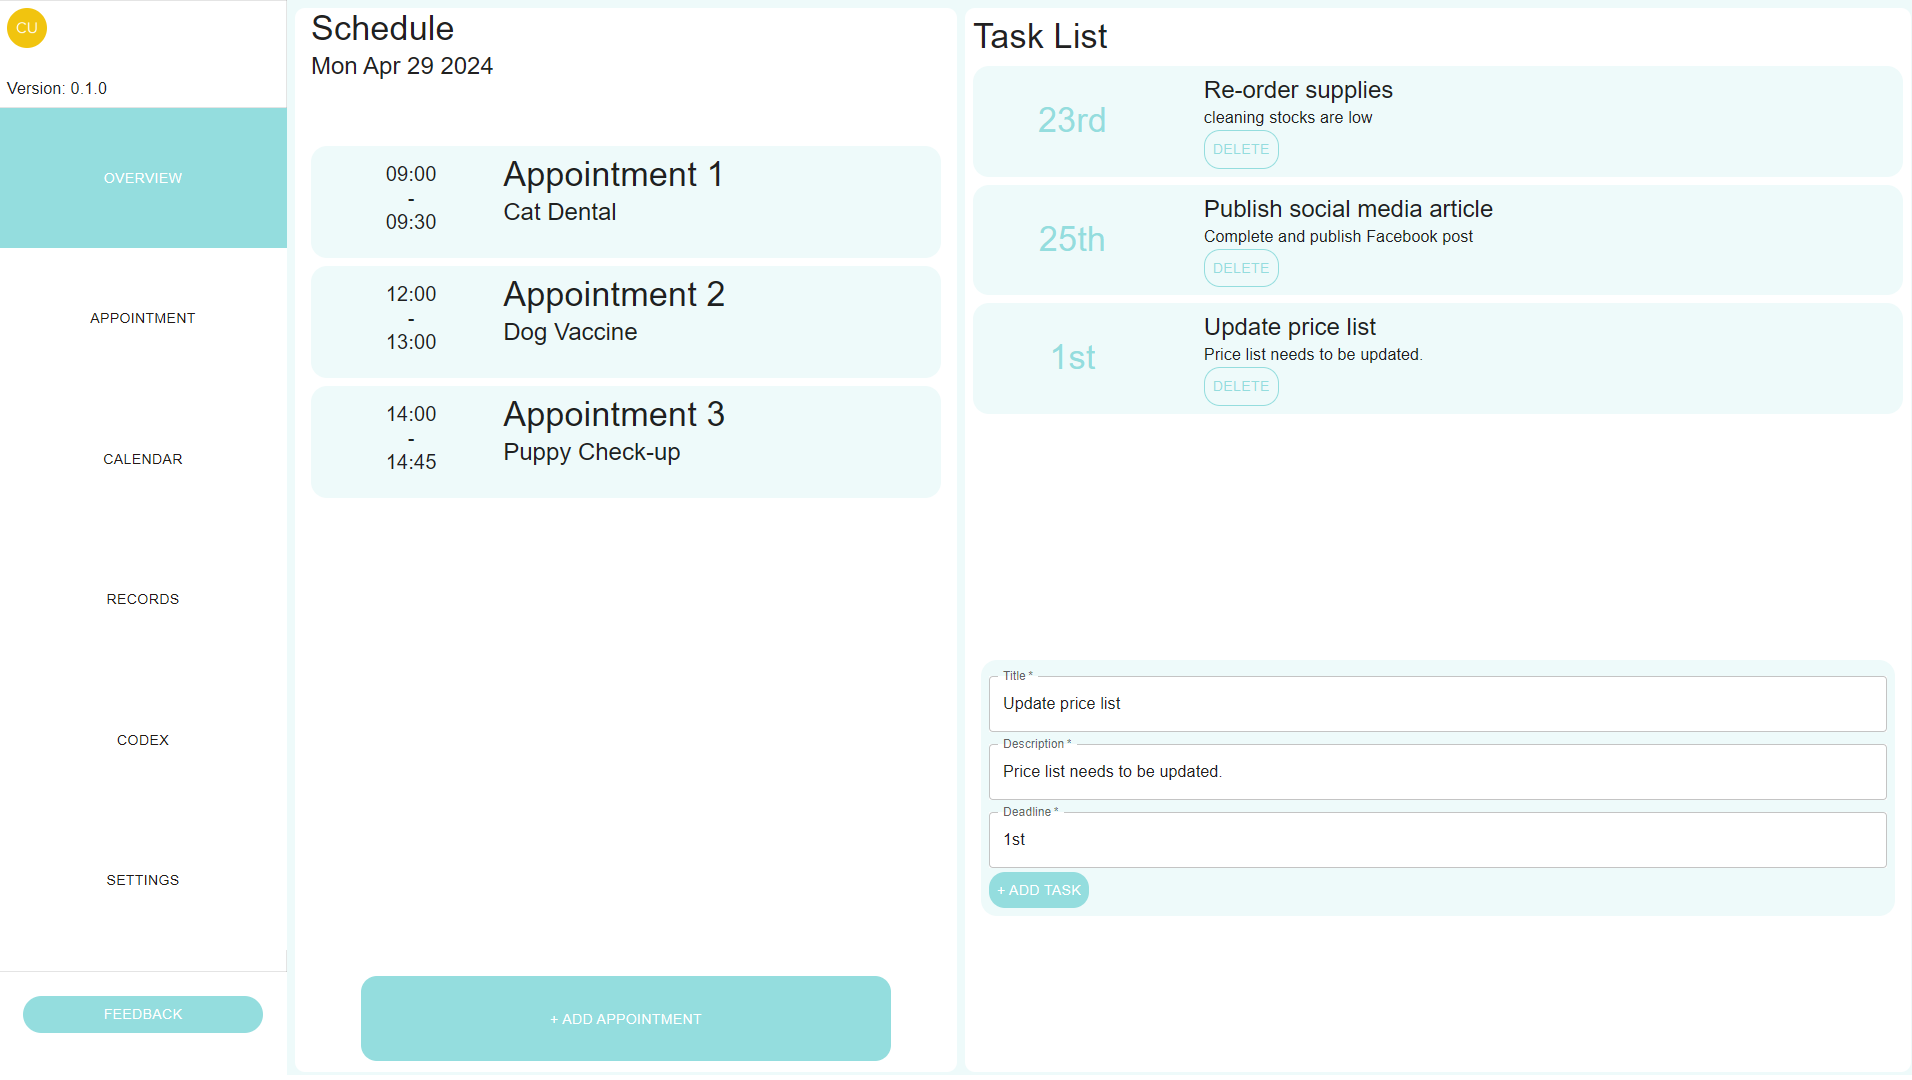 CU
Version: 0.1.0
OVERVIEW
APPOINTMENT
CALENDAR
RECORDS
CODEX
SETTINGS
FEEDBACK
Schedule
Mon Apr 29 2024
09:00
-
09:30
Appointment 1
Cat Dental
12:00
-
13:00
Appointment 2
Dog Vaccine
14:00
-
14:45
Appointment 3
Puppy Check-up
+ ADD APPOINTMENT
Task List
23rd
Re-order supplies
cleaning stocks are low
DELETE
25th
Publish social media article
Complete and publish Facebook post
DELETE
1st
Update price list
Price list needs to be updated.
DELETE
Title *
Update price list
Description *
Price list needs to be updated.
Deadline *
1st
+ ADD TASK